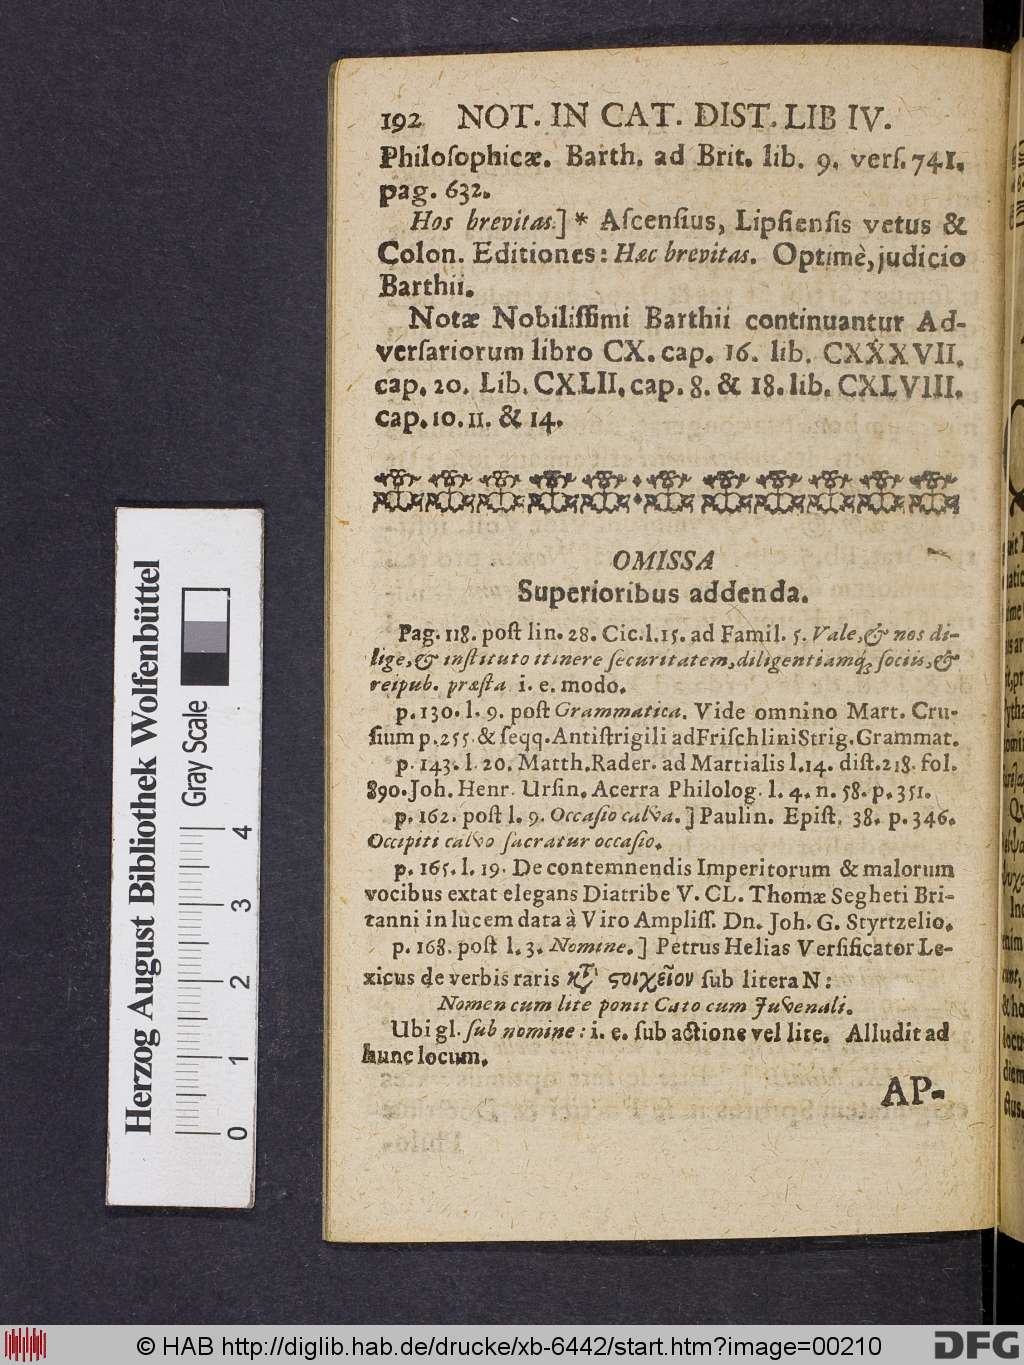 192 NOT. IN CAT. DIST. LIB IV.
Philoſophicæ. Barth. ad Brit. lib. 9. verſ. 741.
pag. 632.
Hos brevitas.] * Aſcenſius, Lipſienſis vetus &
Colon. Editiones: Hæc brevitas. Optimè, judicio
Barthii.
Notæ Nobiliſſimi Barthii continuantur Ad-
verſariorum libro CX. cap. 16. lib. CXXXVII.
cap. 20. Lib. CXLII. cap. 8. & 18. lib. CXLVIII.
cap. 10. 11. & 14.
OMISSA
Superioribus addenda.
Pag. 118. poſt lin. 28. Cic. l. 15. ad Famil. 5. Vale, & nos di-
lige, & inſtituto itinere ſecuritatem, diligentiamq́; ſociis, &
reipub. præſta i. e. modo.
p. 130. l. 9. poſt Grammatica. Vide omnino Mart. Cru-
ſium p. 255. & ſeqq. Antiſtrigili ad Friſchlini Strig. Grammat.
p. 143. l. 20. Matth. Rader. ad Martialis l. 14. diſt. 218. fol.
890. Joh. Henr. Urſin. Acerra Philolog. l. 4. n. 58. p. 351.
p. 162. poſt l. 9. Occaſio calva.] Paulin. Epiſt. 38. p. 346.
Occipiti calvo ſacratur occaſio.
p. 165. l. 19. De contemnendis Imperitorum & malorum
vocibus extat elegans Diatribe V. CL. Thomæ Segheti Bri-
tanni in lucem data à Viro Ampliſſ. Dn. Joh. G. Styrtzelio.
p. 168. poſt l. 3. Nomine.] Petrus Helias Verſificator Le-
xicus de verbis raris ϛοιχεῖον ſub litera N:
Nomen cum lite ponit Cato cum Juvenali.
Ubi gl. ſub nomine: i. e. ſub actione vel lite. Alludit ad
hunc locum.
AP-
Herzog August Bibliothek Wolfenbüttel
Gray Scale
0 1 2 3 4
© HAB http://diglib.hab.de/drucke/xb-6442/start.htm?image=00210
DFG